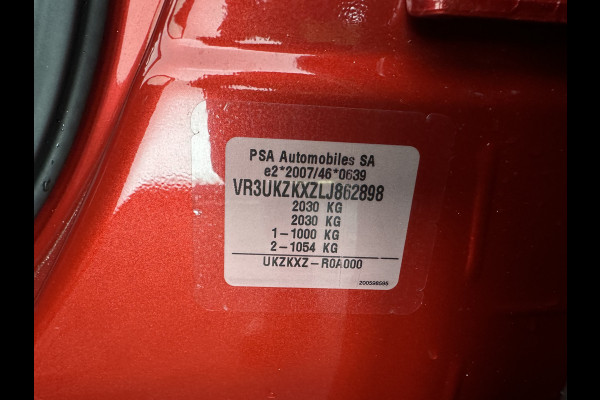 PSA Automobiles SA
e2*2007/46*0639
VR3UKZKXZLJ862898
2030 KG
2030 KG
1-1000 KG
2-1054 KG
UKZKXZ-R0A000
200598696